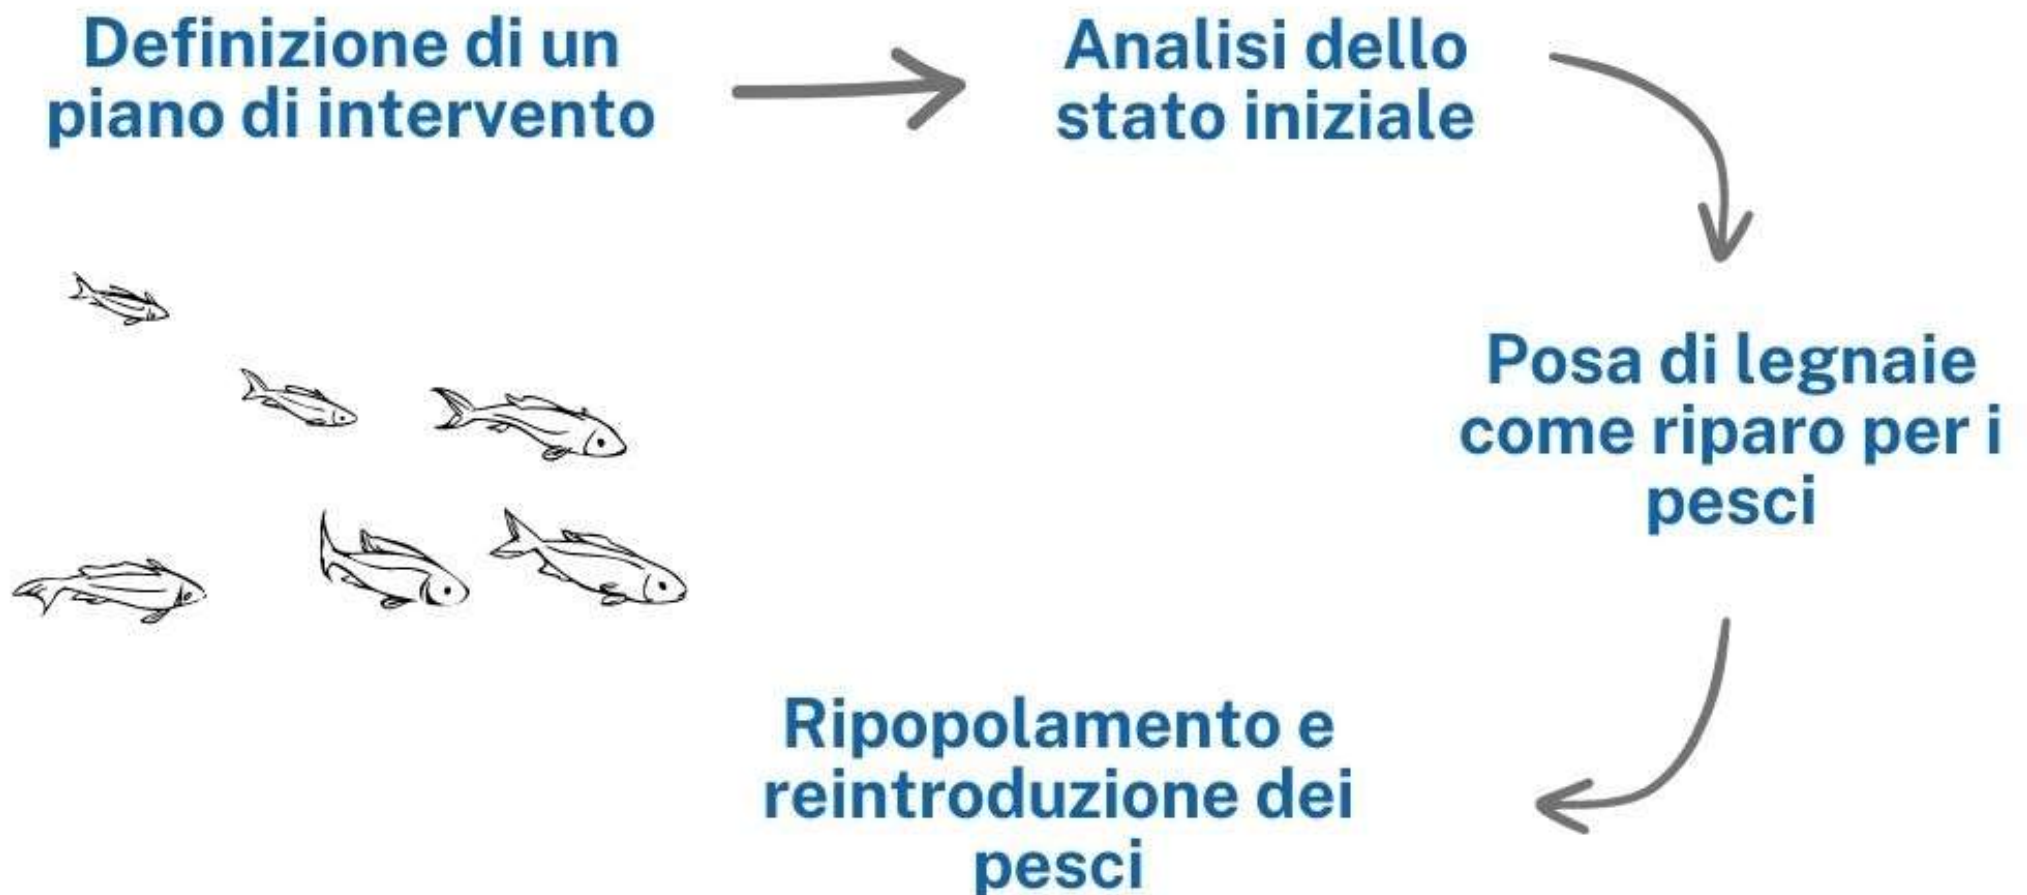 Definizione di un
piano di intervento
Analisi dello
stato iniziale
Posa di legnaie
come riparo per i
pesci
Ripopolamento e
reintroduzione dei
pesci